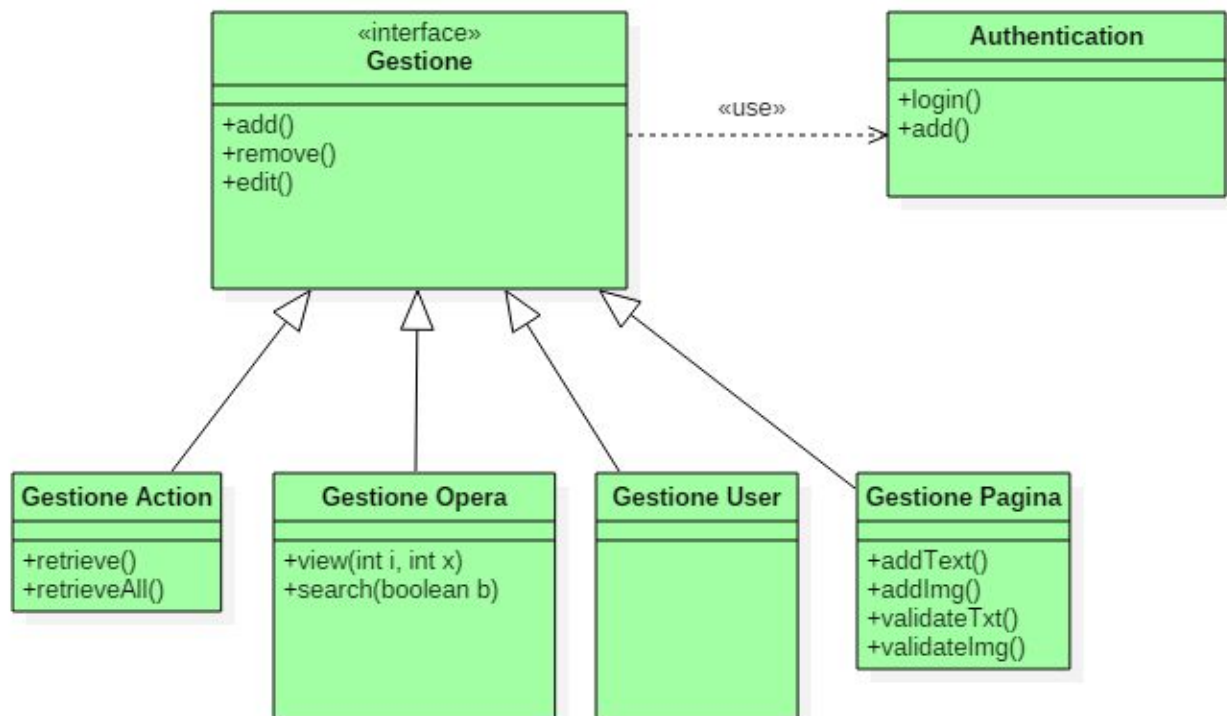 «interface»
Gestione
+add()
+remove()
+edit()
«use»
Authentication
+login()
+add()
Gestione Action
+retrieve()
+retrieveAll()
Gestione Opera
+view(int i, int x)
+search(boolean b)
Gestione User
Gestione Pagina
+addText()
+addImg()
+validateTxt()
+validateImg()